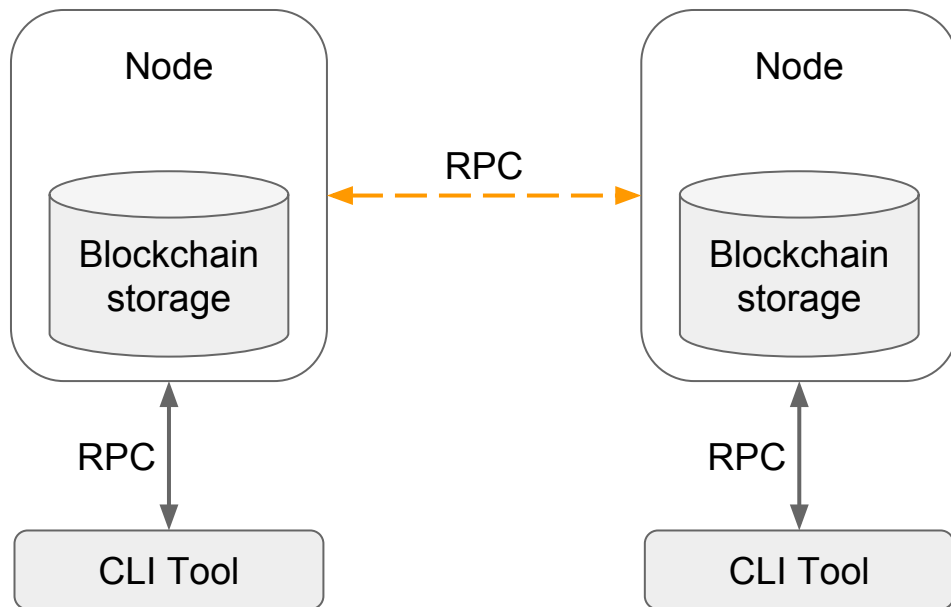 Node
Node
RPC
Blockchain
storage
Blockchain
storage
RPC
RPC
CLI Tool
CLI Tool